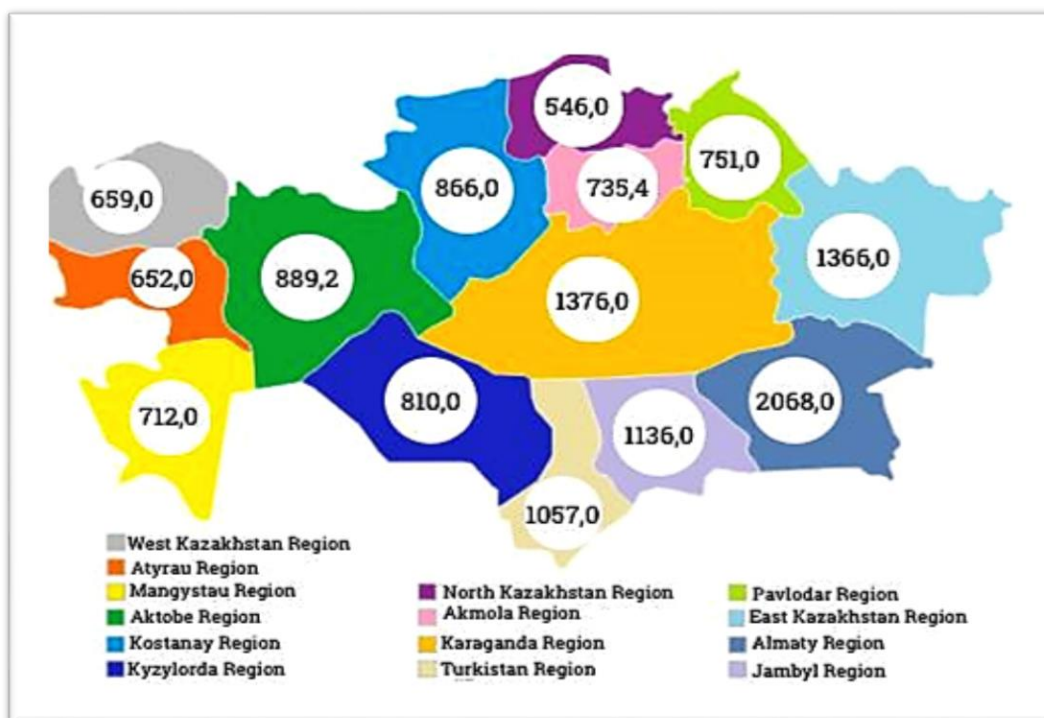 546,0
751,0
866,0
735,4
659,0
1366,0
652,0
889,2
1376,0
712,0
810,0
2068,0
1136,0
1057,0
West Kazakhstan Region
Atyrau Region
Mangystau Region
Aktobe Region
Kostanay Region
Kyzylorda Region
North Kazakhstan Region
Akmola Region
Karaganda Region
Turkistan Region
Pavlodar Region
East Kazakhstan Region
Almaty Region
Jambyl Region